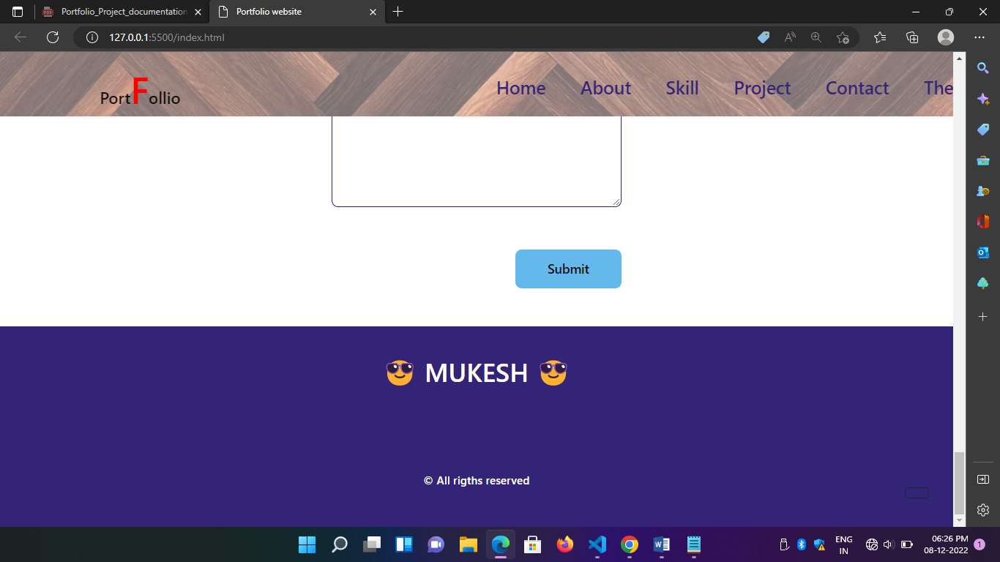 Portfolio_Project_documentation
Portfolio website
127.0.0.1:5500/index.html
PortFollio
Home About Skill Project Contact The
Submit
😎 MUKESH 😎
© All rigths reserved
ENG
IN
06:26 PM
08-12-2022
1